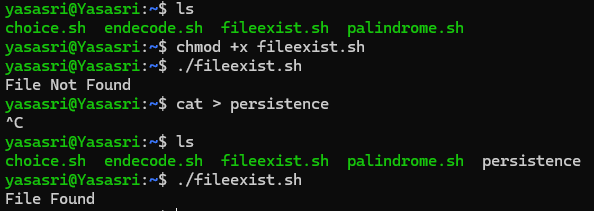 yasasri@Yasasri:~$ ls
choice.sh  endecode.sh  fileexist.sh  palindrome.sh
yasasri@Yasasri:~$ chmod +x fileexist.sh
yasasri@Yasasri:~$ ./fileexist.sh
File Not Found
yasasri@Yasasri:~$ cat > persistence
^C
yasasri@Yasasri:~$ ls
choice.sh  endecode.sh  fileexist.sh  palindrome.sh  persistence
yasasri@Yasasri:~$ ./fileexist.sh
File Found